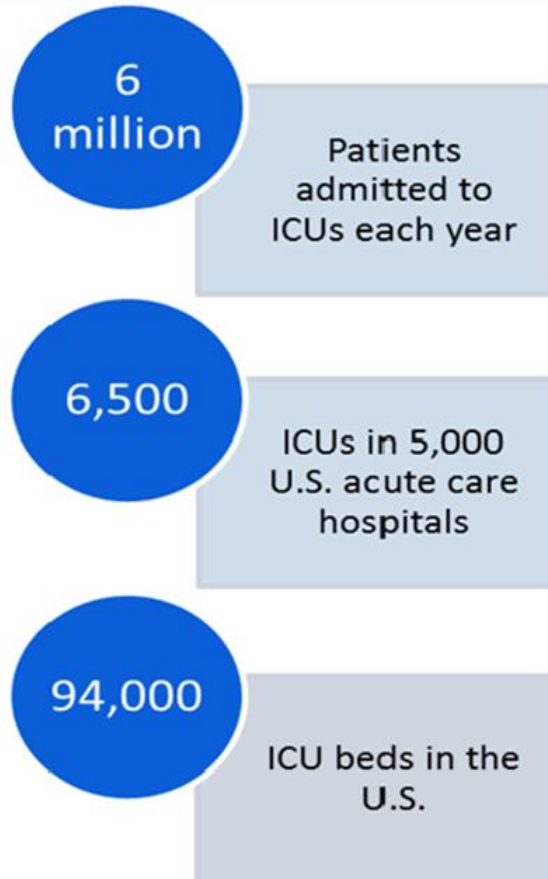 6
million
Patients
admitted to
ICUs each year
6,500
ICUs in 5,000
U.S. acute care
hospitals
94,000
ICU beds in the
U.S.